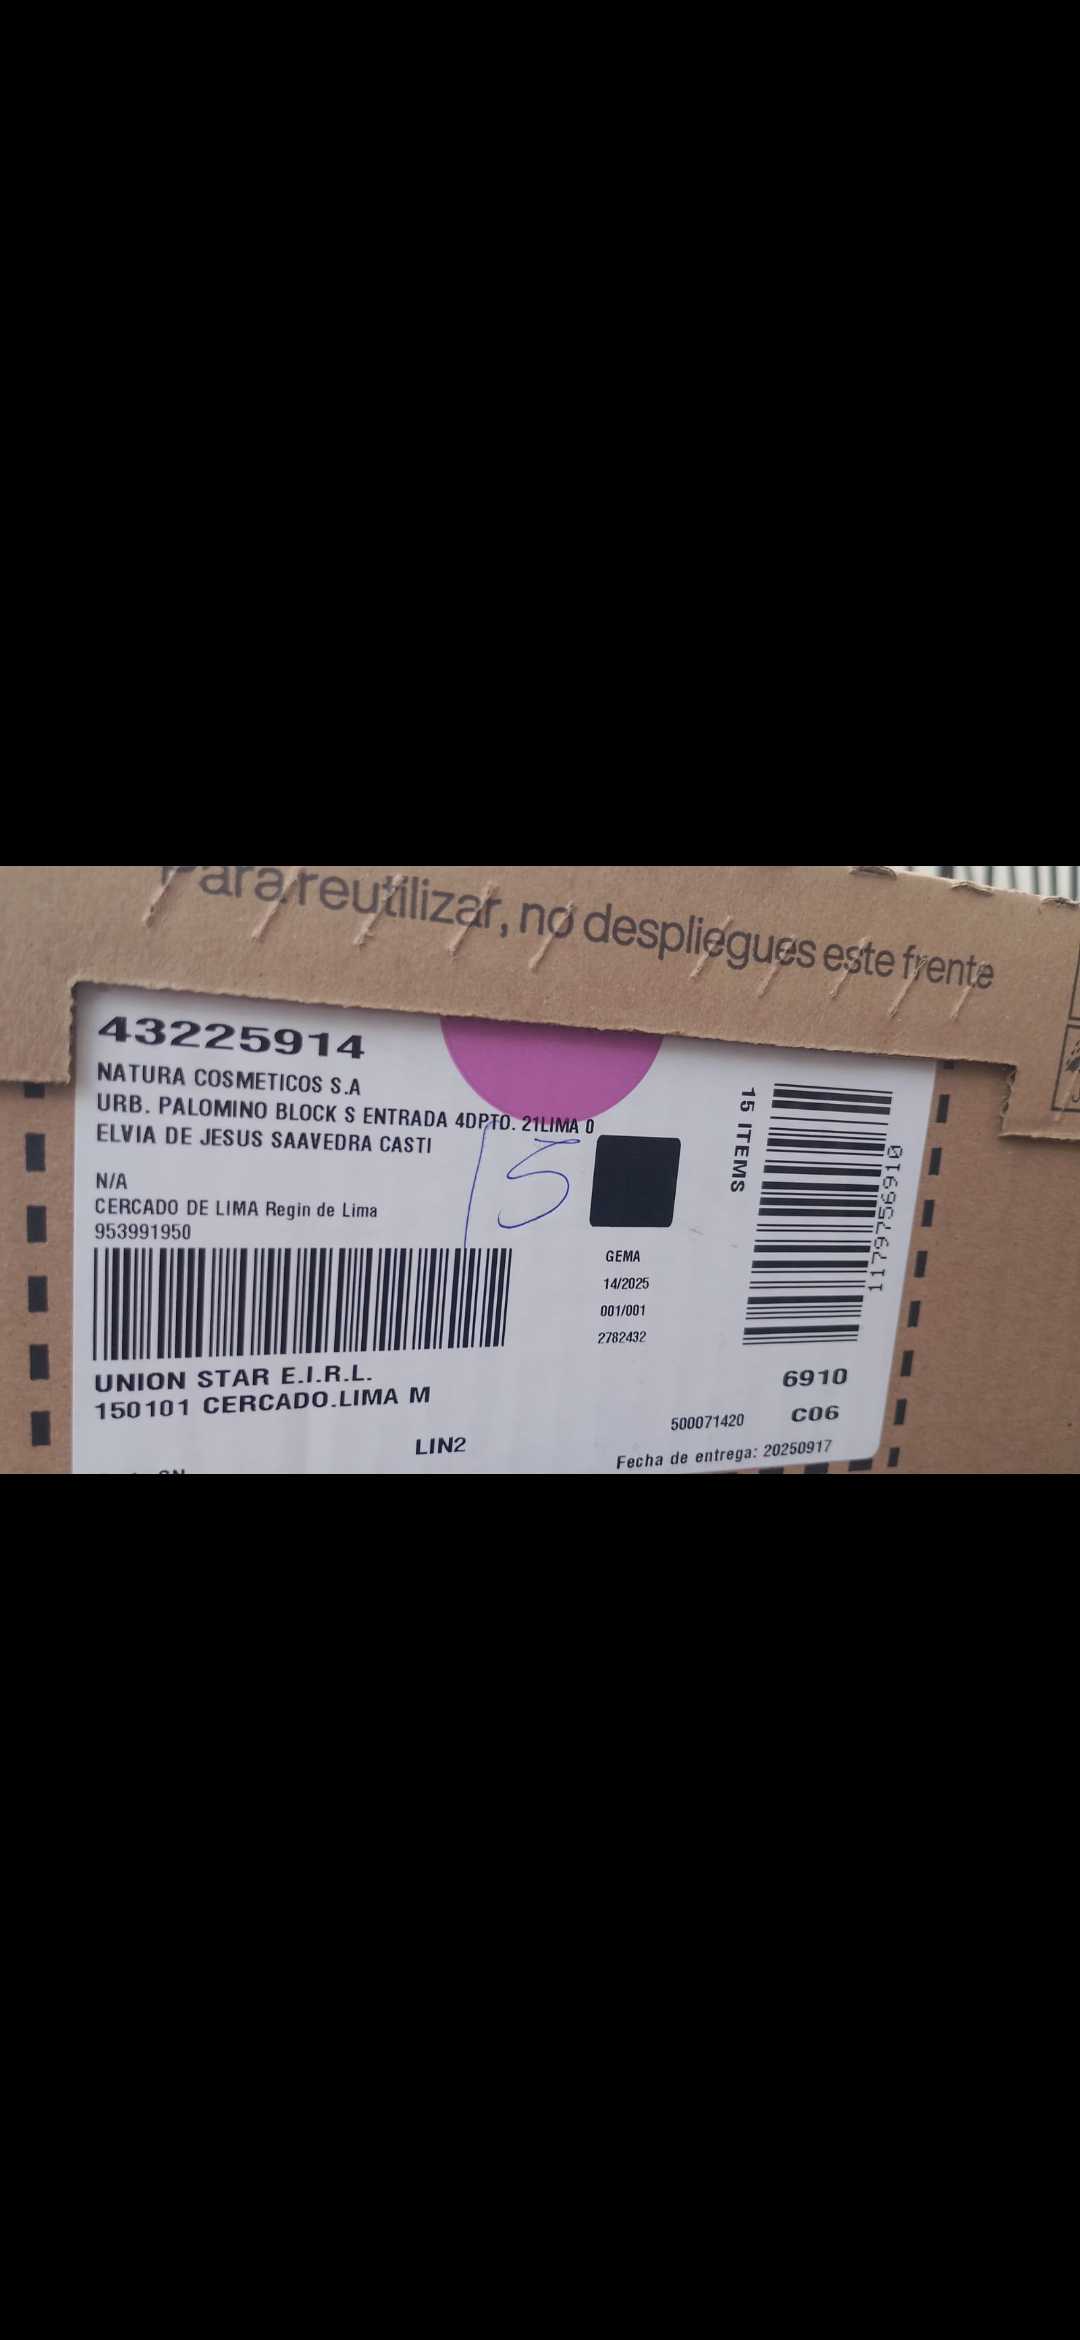 Para reutilizar, no despliegues este frente
43225914
NATURA COSMETICOS S.A
URB. PALOMINO BLOCK S ENTRADA 4DPTO. 21LIMA 0
ELVIA DE JESUS SAAVEDRA CASTI
N/A
CERCADO DE LIMA Regin de Lima
953991950
15
15 ITEMS
1179756910
GEMA
14/2025
001/001
2782432
UNION STAR E.I.R.L.
150101 CERCADO.LIMA M
LIN2
6910
500071420 C06
Fecha de entrega: 20250917